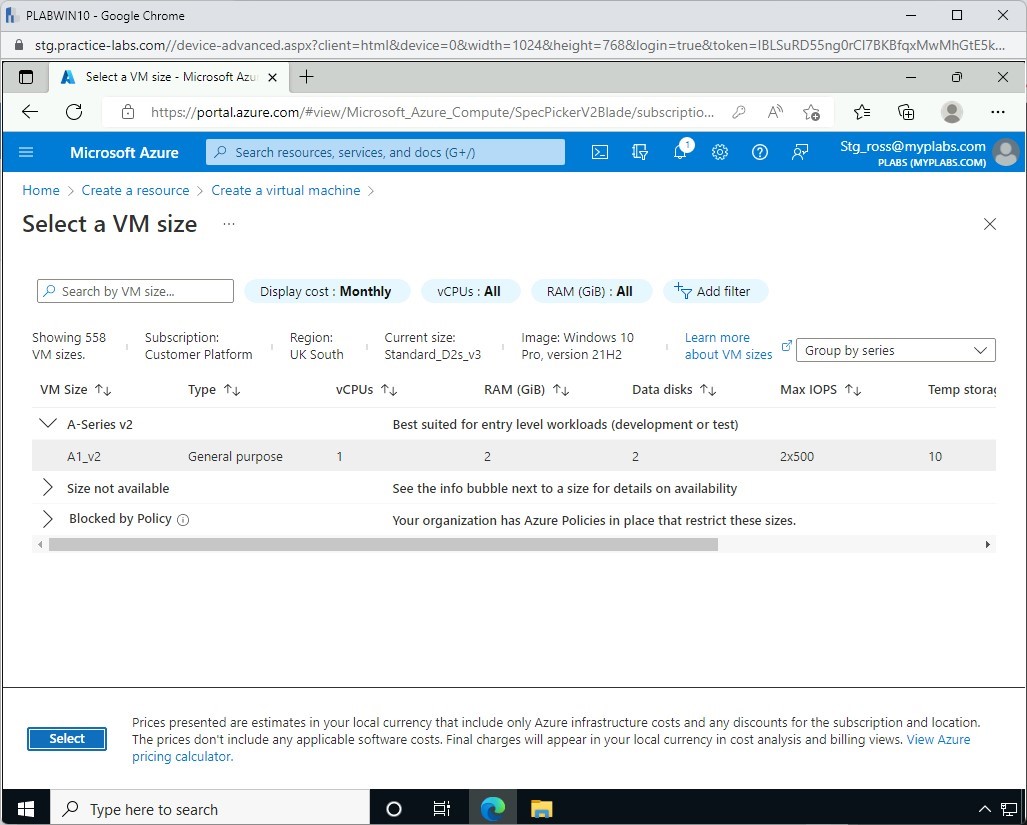 PLABWIN10 - Google Chrome
stg.practice-labs.com//device-advanced.aspx?client=html&device=0&width=1024&height=768&login=true&token=IBLSuRD55ng0rCI7BKBfqxMwMhGtE5k...
Select a VM size - Microsoft Azu
https://portal.azure.com/#view/Microsoft_Azure_Compute/SpecPickerV2Blade/subscriptio...
Microsoft Azure
Search resources, services, and docs (G+/)
1
Stg_ross@myplabs.com
PLABS (MYPLABS.COM)
Home > Create a resource > Create a virtual machine >
Select a VM size ...
Search by VM size...
Display cost : Monthly
vCPUs : All
RAM (GiB) : All
Add filter
Showing 558
VM sizes.
Subscription:
Customer Platform
Region:
UK South
Current size:
Standard_D2s_v3
Image: Windows 10
Pro, version 21H2
Learn more
about VM sizes
Group by series
VM Size Type vCPUs RAM (GiB) Data disks Max IOPS Temp storag
A-Series v2 Best suited for entry level workloads (development or test)
A1_v2 General purpose 1 2 2 2x500 10
Size not available See the info bubble next to a size for details on availability
Blocked by Policy Your organization has Azure Policies in place that restrict these sizes.
Select
Prices presented are estimates in your local currency that include only Azure infrastructure costs and any discounts for the subscription and location.
The prices don't include any applicable software costs. Final charges will appear in your local currency in cost analysis and billing views. View Azure
pricing calculator.
Type here to search